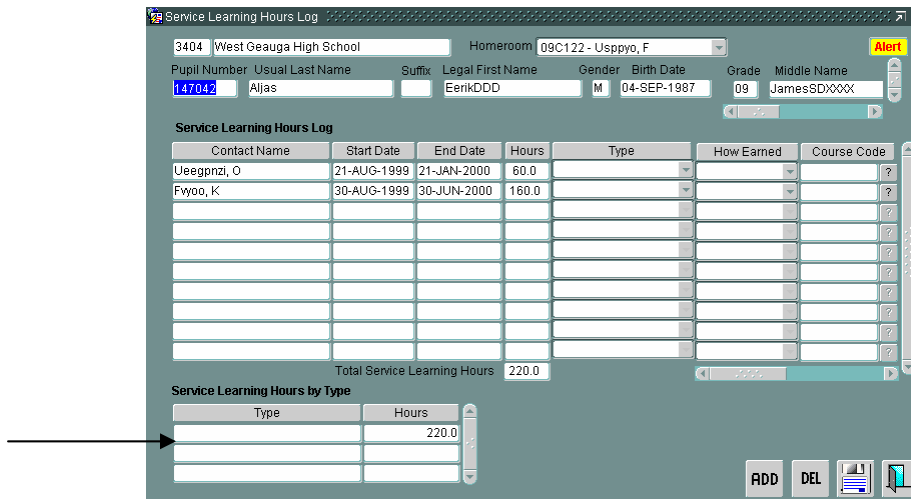 Service Learning Hours Log
3404 West Geauga High School Homeroom 09C122 - Usppyo, F Alert
Pupil Number Usual Last Name Suffix Legal First Name Gender Birth Date Grade Middle Name
147042 Aljas EerikDDD M 04-SEP-1987 09 JamesSDXXXX
Service Learning Hours Log
Contact Name Start Date End Date Hours Type How Earned Course Code
Ueegpnzi, O 21-AUG-1999 21-JAN-2000 60.0 ?
Fvyoo, K 30-AUG-1999 30-JUN-2000 160.0 ?
?
?
?
?
?
?
?
?
Total Service Learning Hours 220.0
Service Learning Hours by Type
Type Hours
220.0
ADD DEL